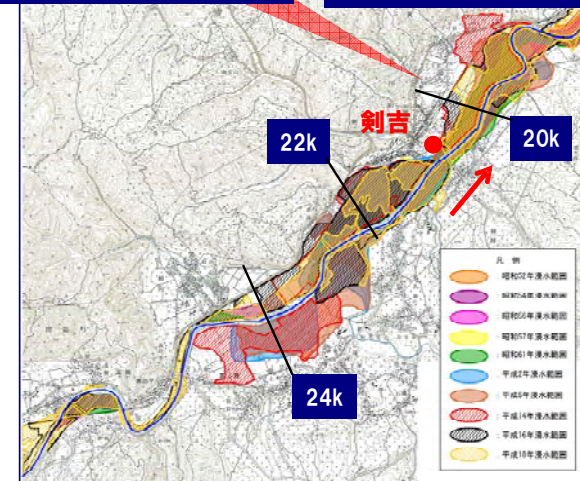 剣吉
22k
20k
24k
凡 例
昭和52年浸水範囲
昭和54年浸水範囲
昭和56年浸水範囲
昭和57年浸水範囲
昭和61年浸水範囲
平成2年浸水範囲
平成5年浸水範囲
平成14年浸水範囲
平成16年浸水範囲
平成18年浸水範囲